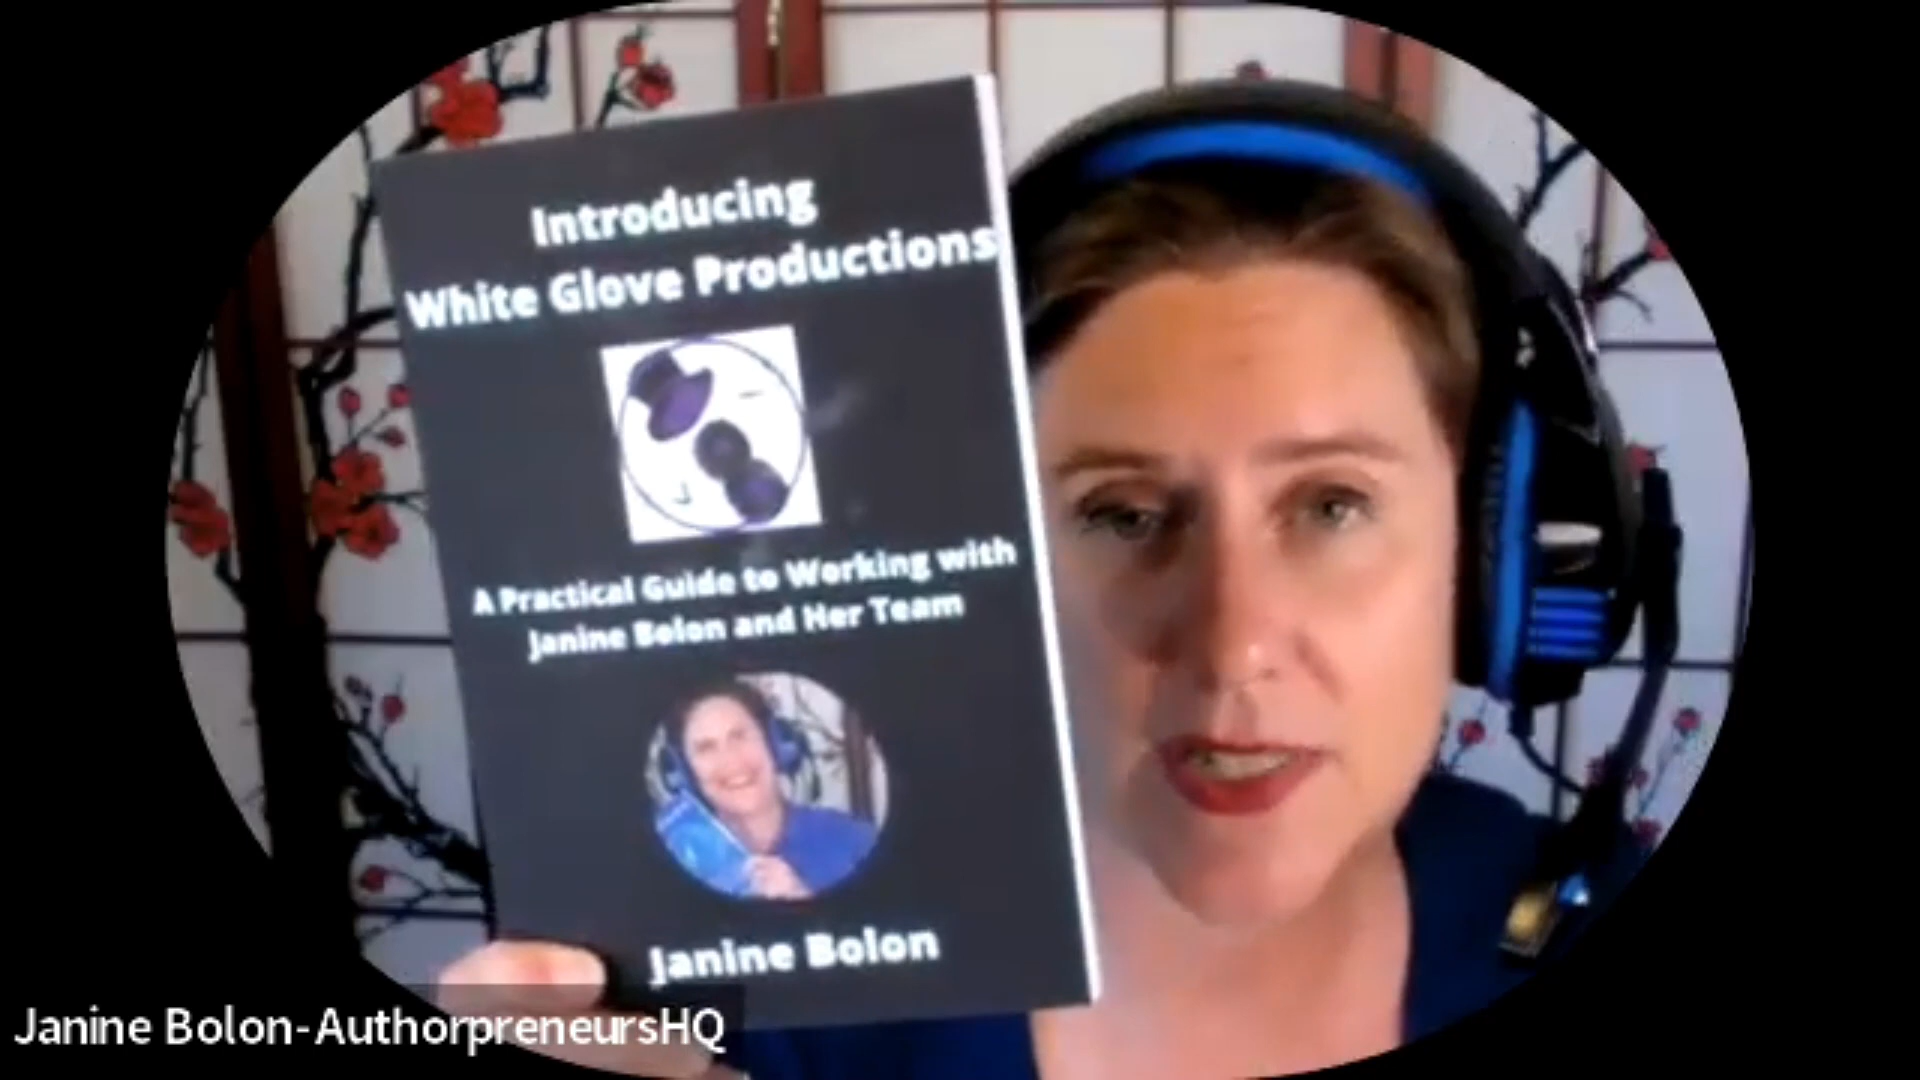 Introducing
White Glove Productions
A Practical Guide to Working with
Janine Bolon and Her Team
Janine Bolon
Janine Bolon-AuthorpreneursHQ